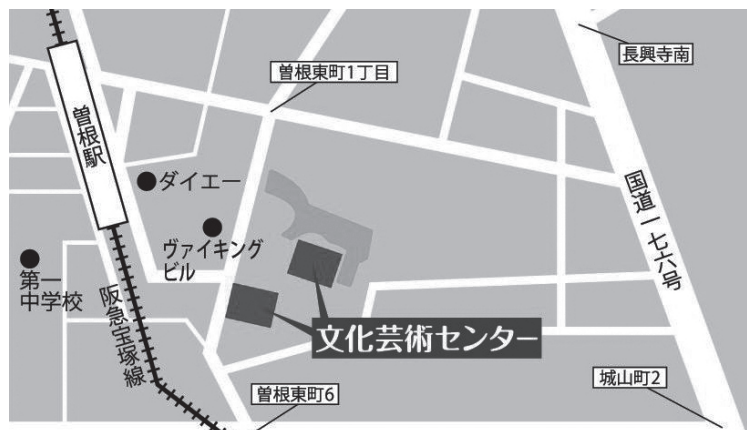 長興寺南
曽根東町1丁目
曽根駅
ダイエー
国道一七六号
ヴァイキング
ビル
第一
中学校
阪急宝塚線
文化芸術センター
城山町2
曽根東町6